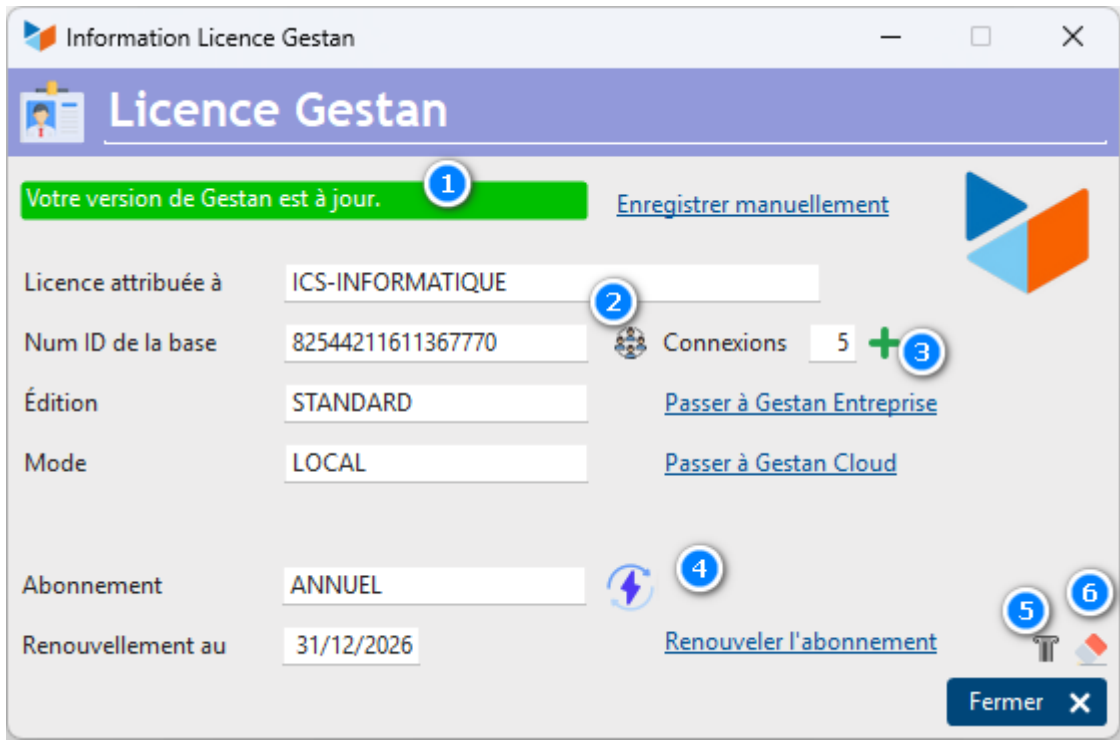 Information Licence Gestan
Licence Gestan
Votre version de Gestan est à jour. 1 Enregistrer manuellement
Licence attribuée à ICS-INFORMATIQUE
2
Num ID de la base 82544211611367770 Connexions 5 3
Édition STANDARD Passer à Gestan Entreprise
Mode LOCAL Passer à Gestan Cloud
Abonnement ANNUEL 4
5 6
Renouvellement au 31/12/2026 Renouveler l'abonnement
Fermer